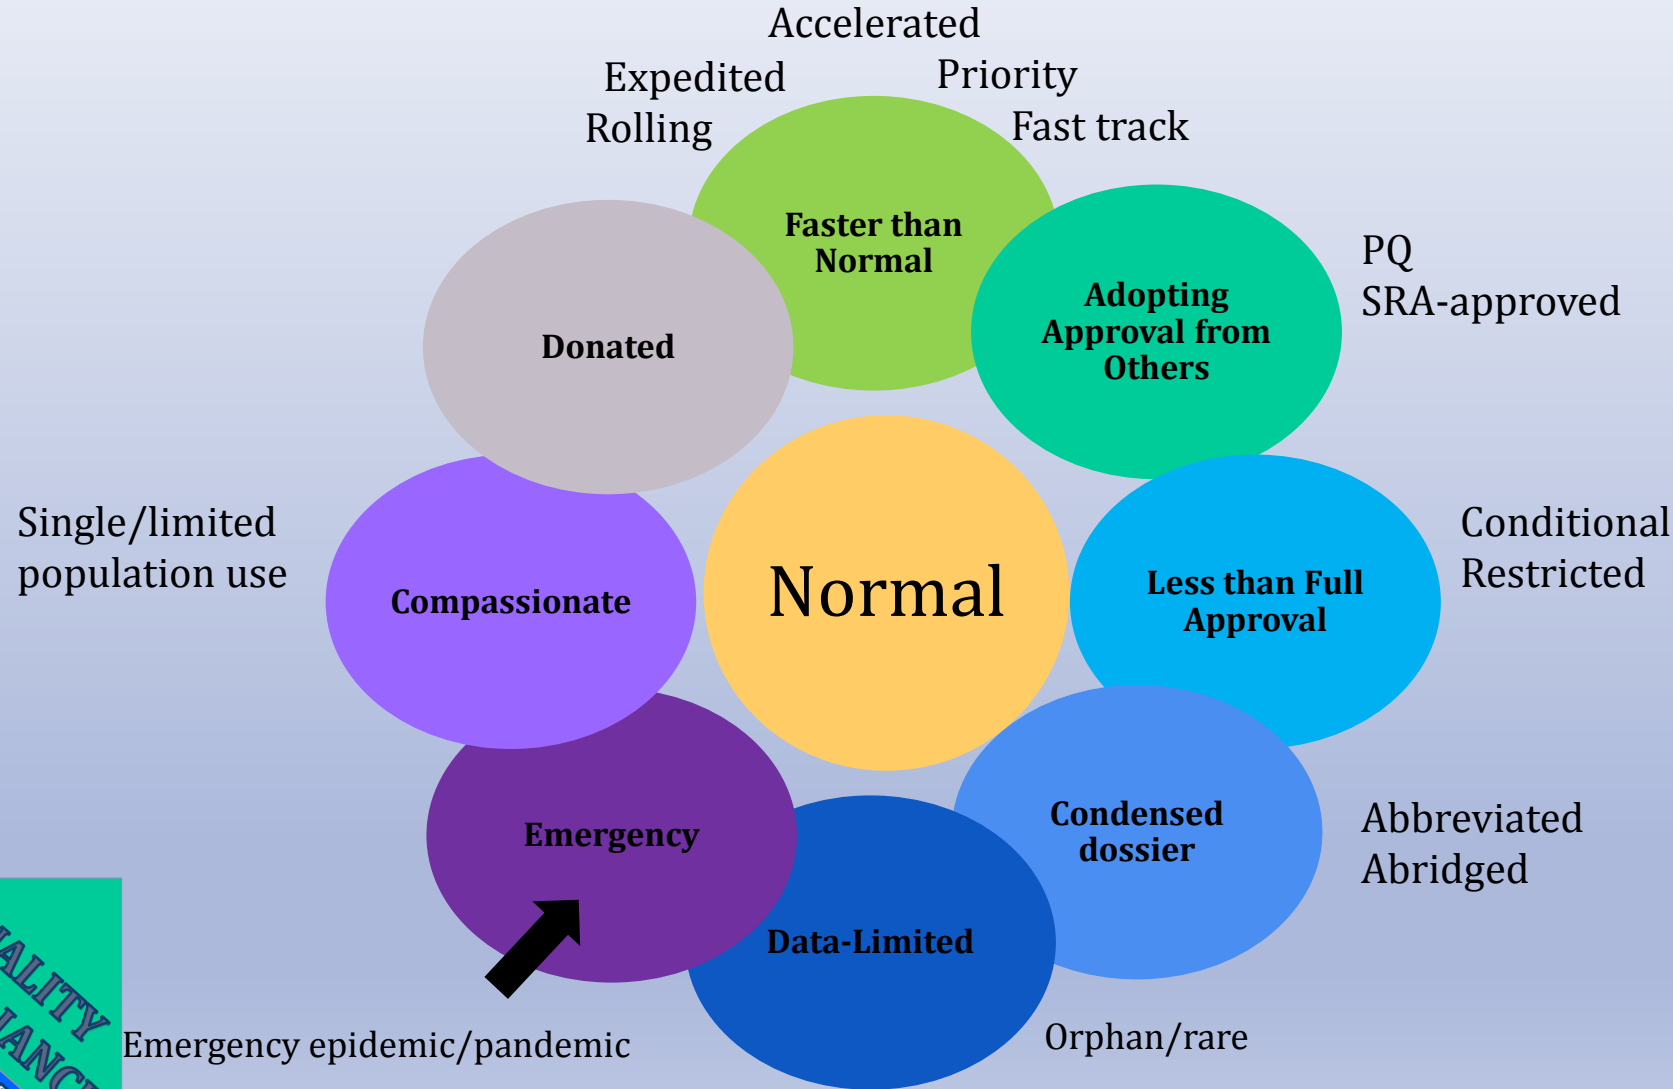 Accelerated
Expedited
Priority
Rolling
Fast track
Faster than
Normal
Adopting
Approval from
Others
PQ
SRA-approved
Donated
Single/limited
population use
Compassionate
Normal
Less than Full
Approval
Conditional
Restricted
Emergency
Condensed
dossier
Abbreviated
Abridged
Data-Limited
Emergency epidemic/pandemic
Orphan/rare